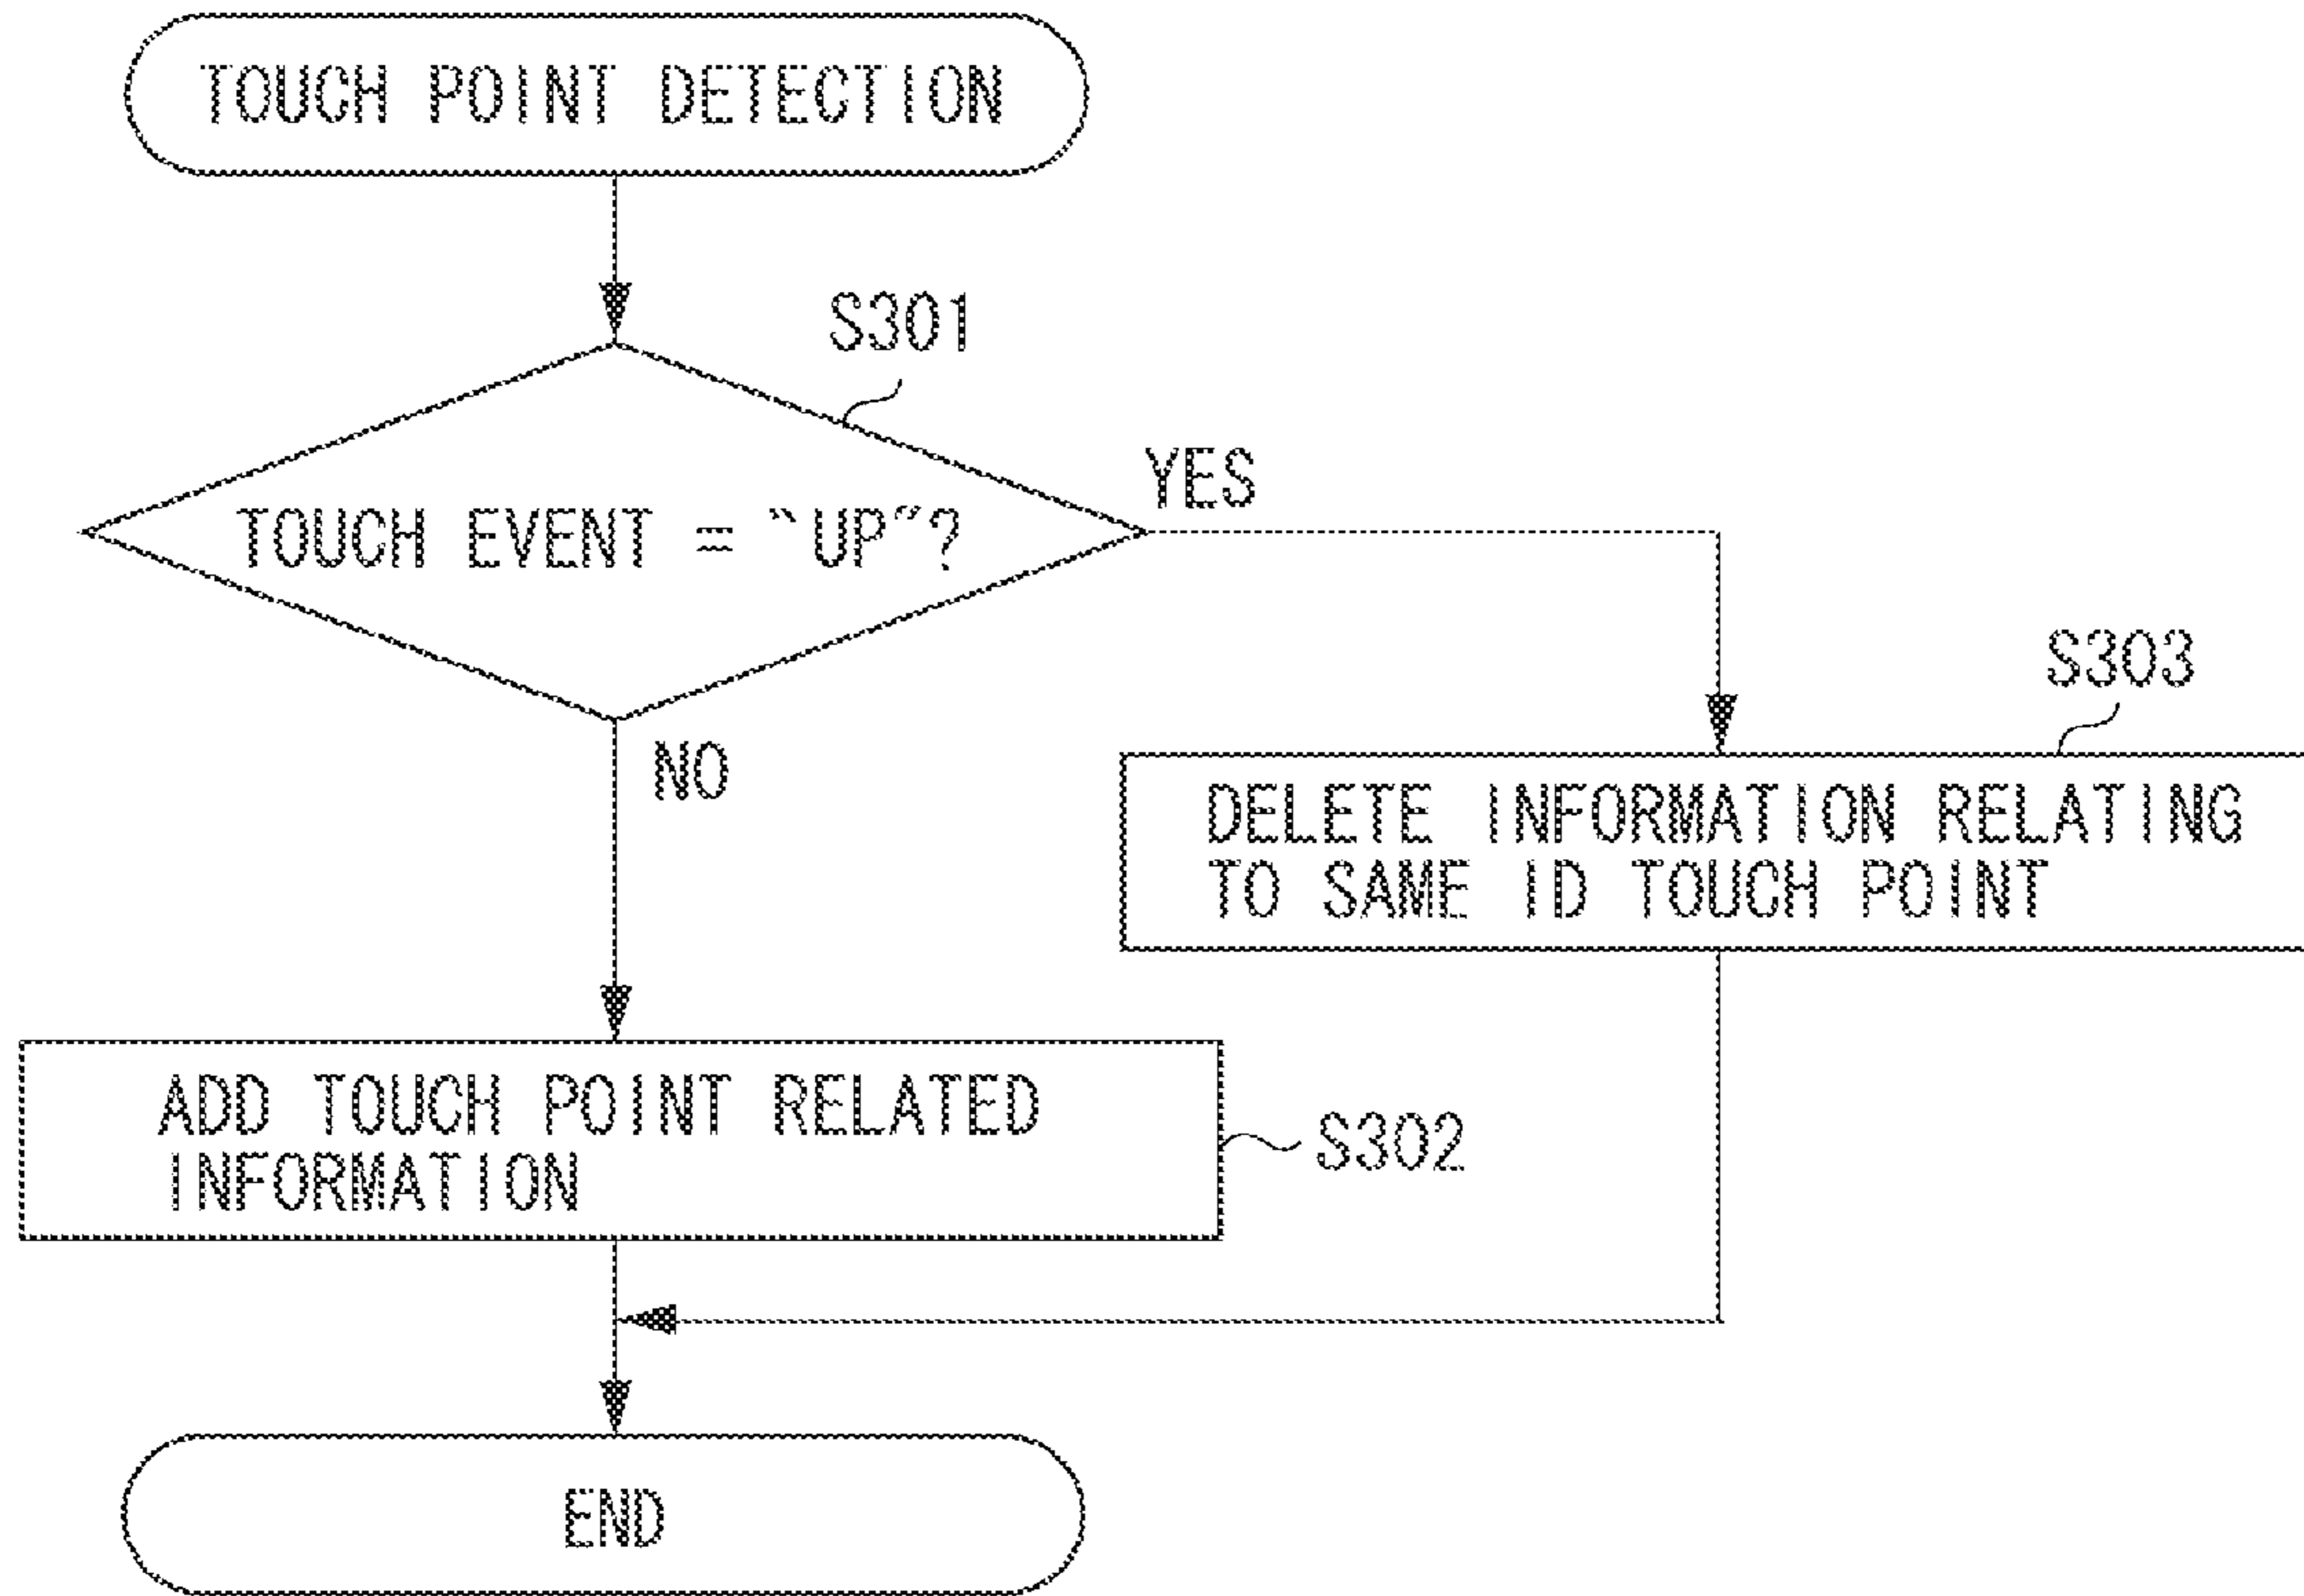 TOUCH POINT DETECTION
S301
YES
TOUCH EVENT = “UP”?
S303
NO
DELETE INFORMATION RELATING
TO SAME ID TOUCH POINT
ADD TOUCH POINT RELATED
INFORMATION
S302
END